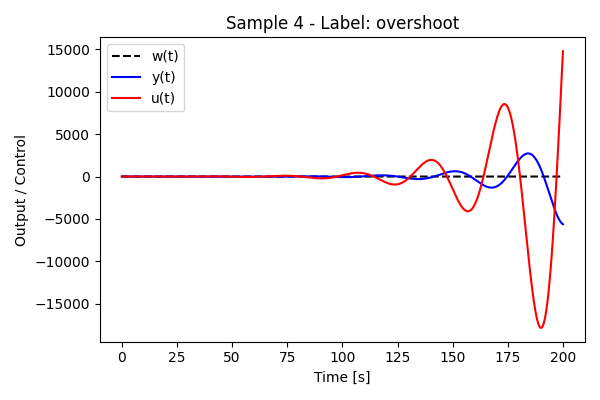 Sample 4 - Label: overshoot
w(t)
y(t)
u(t)
Output / Control
15000
10000
5000
0
−5000
−10000
−15000
0 25 50 75 100 125 150 175 200
Time [s]